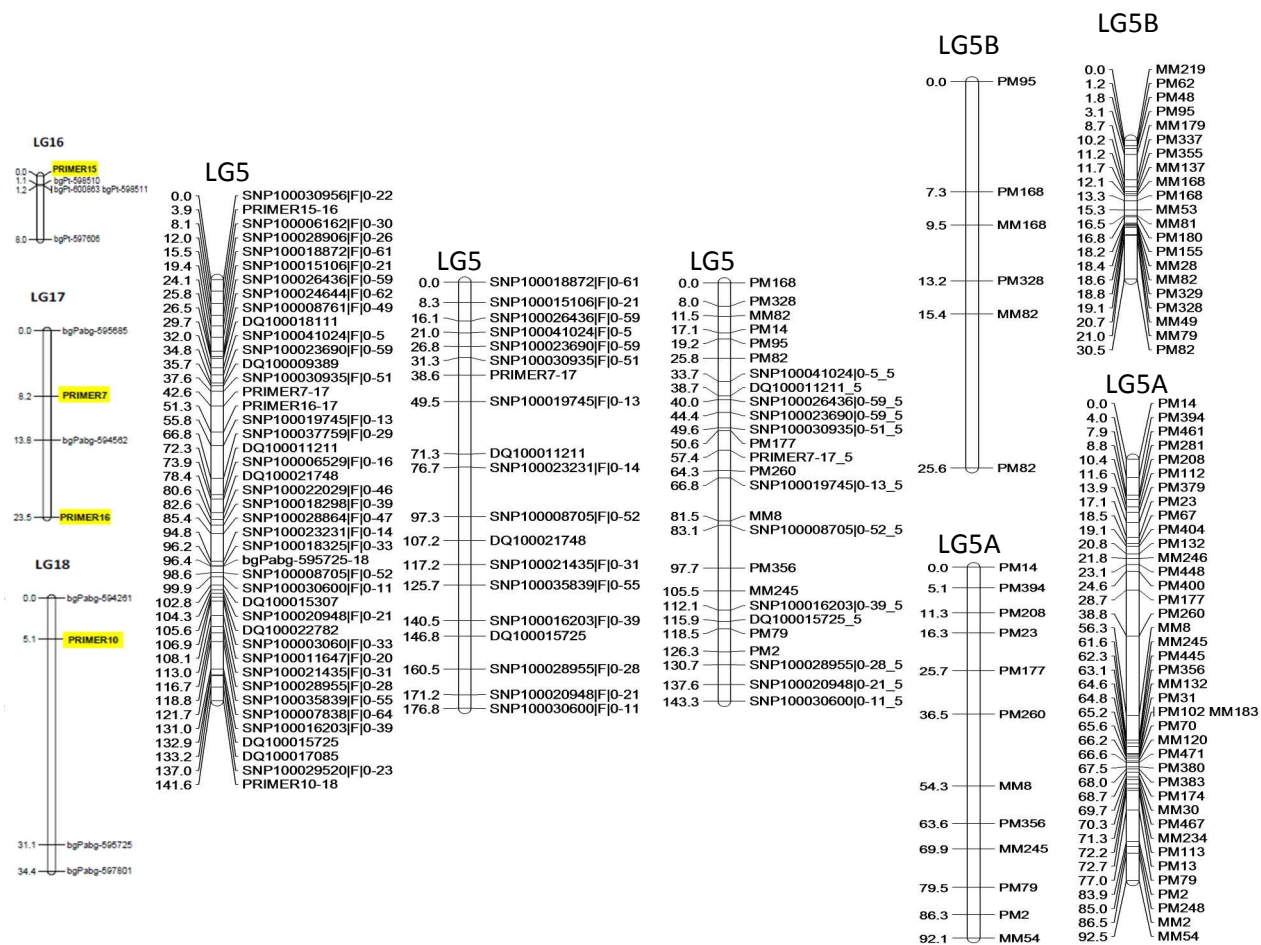 LG16
0.0 PRIMER15
1.1 bgPt-598510
1.2 bgPt-600863 bgPt-598511
8.0 bgPt-597606
LG17
0.0 bgPabg-595685
8.2 PRIMER7
13.8 bgPabg-594562
23.5 PRIMER16
LG18
0.0 bgPabg-594261
5.1 PRIMER10
31.1 bgPabg-595725
34.4 bgPabg-597801
LG5
0.0 SNP100030956|F|0-22
3.9 PRIMER15-16
8.1 SNP100006162|F|0-30
12.0 SNP100028906|F|0-26
15.5 SNP100018872|F|0-61
19.4 SNP100015106|F|0-21
24.1 SNP100026436|F|0-59
25.8 SNP100024644|F|0-62
26.5 SNP100008761|F|0-49
29.7 DQ100018111
32.0 SNP100041024|F|0-5
34.8 SNP100023690|F|0-59
35.7 DQ100009389
37.6 SNP100030935|F|0-51
42.6 PRIMER7-17
51.3 PRIMER16-17
55.8 SNP100019745|F|0-13
66.8 SNP100037759|F|0-29
72.3 DQ100011211
73.9 SNP100006529|F|0-16
78.4 DQ100021748
80.6 SNP100022029|F|0-46
82.6 SNP100018298|F|0-39
85.4 SNP100028864|F|0-47
94.8 SNP100023231|F|0-14
96.2 SNP100018325|F|0-33
96.4 bgPabg-595725-18
98.6 SNP100008705|F|0-52
99.9 SNP100030600|F|0-11
102.8 DQ100015307
104.3 SNP100020948|F|0-21
105.6 DQ100022782
106.9 SNP100003060|F|0-33
108.1 SNP100011647|F|0-20
113.0 SNP100021435|F|0-31
116.7 SNP100028955|F|0-28
118.8 SNP100035839|F|0-55
121.7 SNP100007838|F|0-64
131.0 SNP100016203|F|0-39
132.9 DQ100015725
133.2 DQ100017085
137.0 SNP100029520|F|0-23
141.6 PRIMER10-18
LG5
0.0 SNP100018872|F|0-61
8.3 SNP100015106|F|0-21
16.1 SNP100026436|F|0-59
21.0 SNP100041024|F|0-5
26.8 SNP100023690|F|0-59
31.3 SNP100030935|F|0-51
38.6 PRIMER7-17
49.5 SNP100019745|F|0-13
71.3 DQ100011211
76.7 SNP100023231|F|0-14
97.3 SNP100008705|F|0-52
107.2 DQ100021748
117.2 SNP100021435|F|0-31
125.7 SNP100035839|F|0-55
140.5 SNP100016203|F|0-39
146.8 DQ100015725
160.5 SNP100028955|F|0-28
171.2 SNP100020948|F|0-21
176.8 SNP100030600|F|0-11
LG5
0.0 PM168
8.0 PM328
11.5 MM82
17.1 PM14
19.2 PM95
25.8 PM82
33.7 SNP100041024|0-5_5
38.7 DQ100011211_5
40.0 SNP100026436|0-59_5
44.4 SNP100023690|0-59_5
49.6 SNP100030935|0-51_5
50.6 PM177
57.4 PRIMER7-17_5
64.3 PM260
66.8 SNP100019745|0-13_5
81.5 MM8
83.1 SNP100008705|0-52_5
97.7 PM356
105.5 MM245
112.1 SNP100016203|0-39_5
115.9 DQ100015725_5
118.5 PM79
126.3 PM2
130.7 SNP100028955|0-28_5
137.6 SNP100020948|0-21_5
143.3 SNP100030600|0-11_5
LG5B
0.0 PM95
7.3 PM168
9.5 MM168
13.2 PM328
15.4 MM82
25.6 PM82
LG5A
0.0 PM14
5.1 PM394
11.3 PM208
16.3 PM23
25.7 PM177
36.5 PM260
54.3 MM8
63.6 PM356
69.9 MM245
79.5 PM79
86.3 PM2
92.1 MM54
LG5B
0.0 MM219
1.2 PM62
1.8 PM48
3.1 PM95
8.7 MM179
10.2 PM337
11.2 PM355
11.7 MM137
12.1 MM168
13.3 PM168
15.3 MM53
16.5 MM81
16.8 PM180
18.2 PM155
18.4 MM28
18.6 MM82
18.8 PM329
19.1 PM328
20.7 MM49
21.0 MM79
30.5 PM82
LG5A
0.0 PM14
4.0 PM394
7.9 PM461
8.8 PM281
10.4 PM208
11.6 PM112
13.9 PM379
17.1 PM23
18.5 PM67
19.1 PM404
20.8 PM132
21.8 MM246
23.1 PM448
24.6 PM400
28.7 PM177
38.8 PM260
56.3 MM8
61.6 MM245
62.3 PM445
63.1 PM356
64.6 MM132
64.8 PM31
65.2 PM102 MM183
65.6 PM70
66.2 MM120
66.6 PM471
67.5 PM380
68.0 PM383
68.7 PM174
69.7 MM30
70.3 PM467
71.3 MM234
72.2 PM113
72.7 PM13
77.0 PM79
83.9 PM2
85.0 PM248
86.5 MM2
92.5 MM54